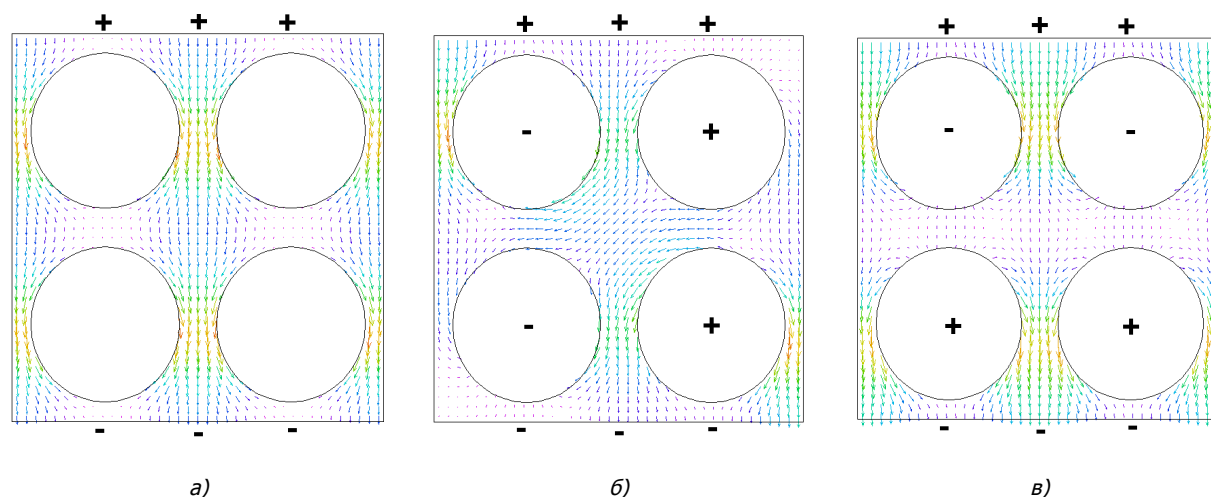 + + + + + + + + +
- + - -
- + + +
- - - - - - - - -
а) б) в)